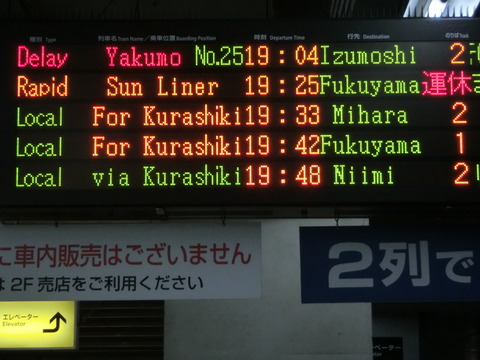 種別 Type 列車名 Train Name／乗車位置 Boarding Position 時刻 Departure Time 行先 Destination のりば Track
Delay Yakumo No.25 19:04 Izumoshi 2
Rapid Sun Liner 19:25 Fukuyama 運休
Local For Kurashiki 19:33 Mihara 2
Local For Kurashiki 19:42 Fukuyama 1
Local via Kurashiki 19:48 Niimi 2
に車内販売はございません
は 2F 売店をご利用ください
2列で
エレベーター
Elevator